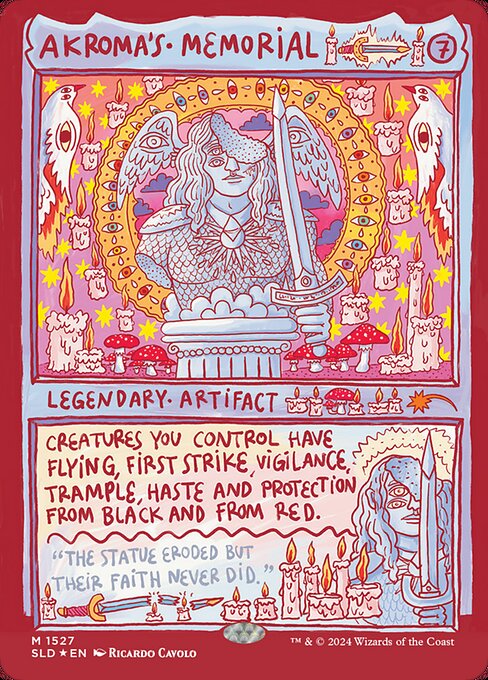 AKROMA'S · MEMORIAL 7
LEGENDARY · ARTIFACT
CREATURES YOU CONTROL HAVE
FLYING, FIRST STRIKE, VIGILANCE,
TRAMPLE, HASTE AND PROTECTION
FROM BLACK AND FROM RED.
"THE STATUE ERODED BUT
THEIR FAITH NEVER DID."
M 1527
SLD ★ EN RICARDO CAVOLO
™ & © 2024 Wizards of the Coast